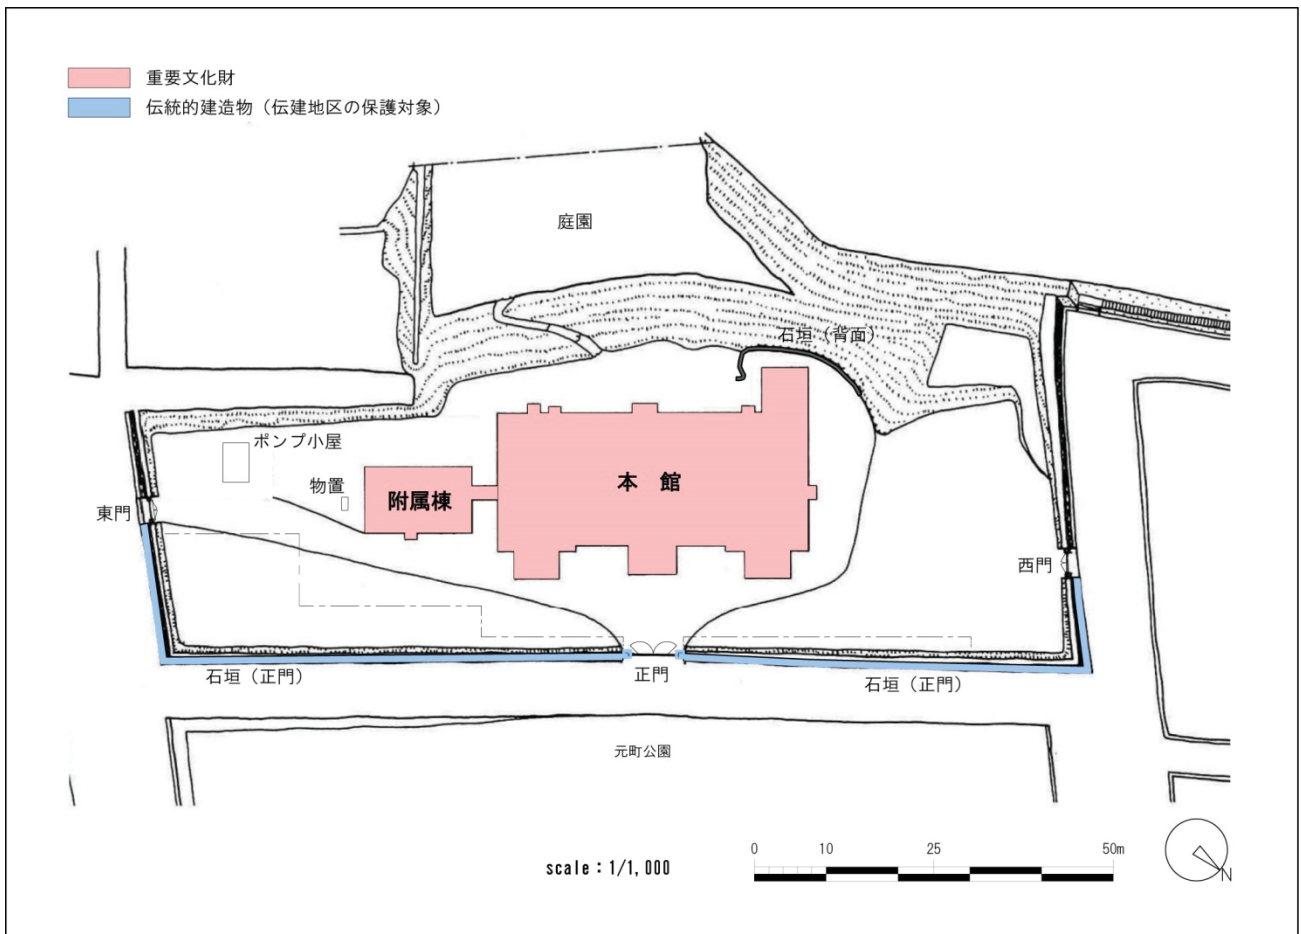 重要文化財
伝統的建造物（伝建地区の保護対象）
庭園
石垣（背面）
ポンプ小屋
物置
附属棟
本 館
東門
西門
石垣（正門）
正門
石垣（正門）
元町公園
scale：1/1,000
0 10 25 50m
N